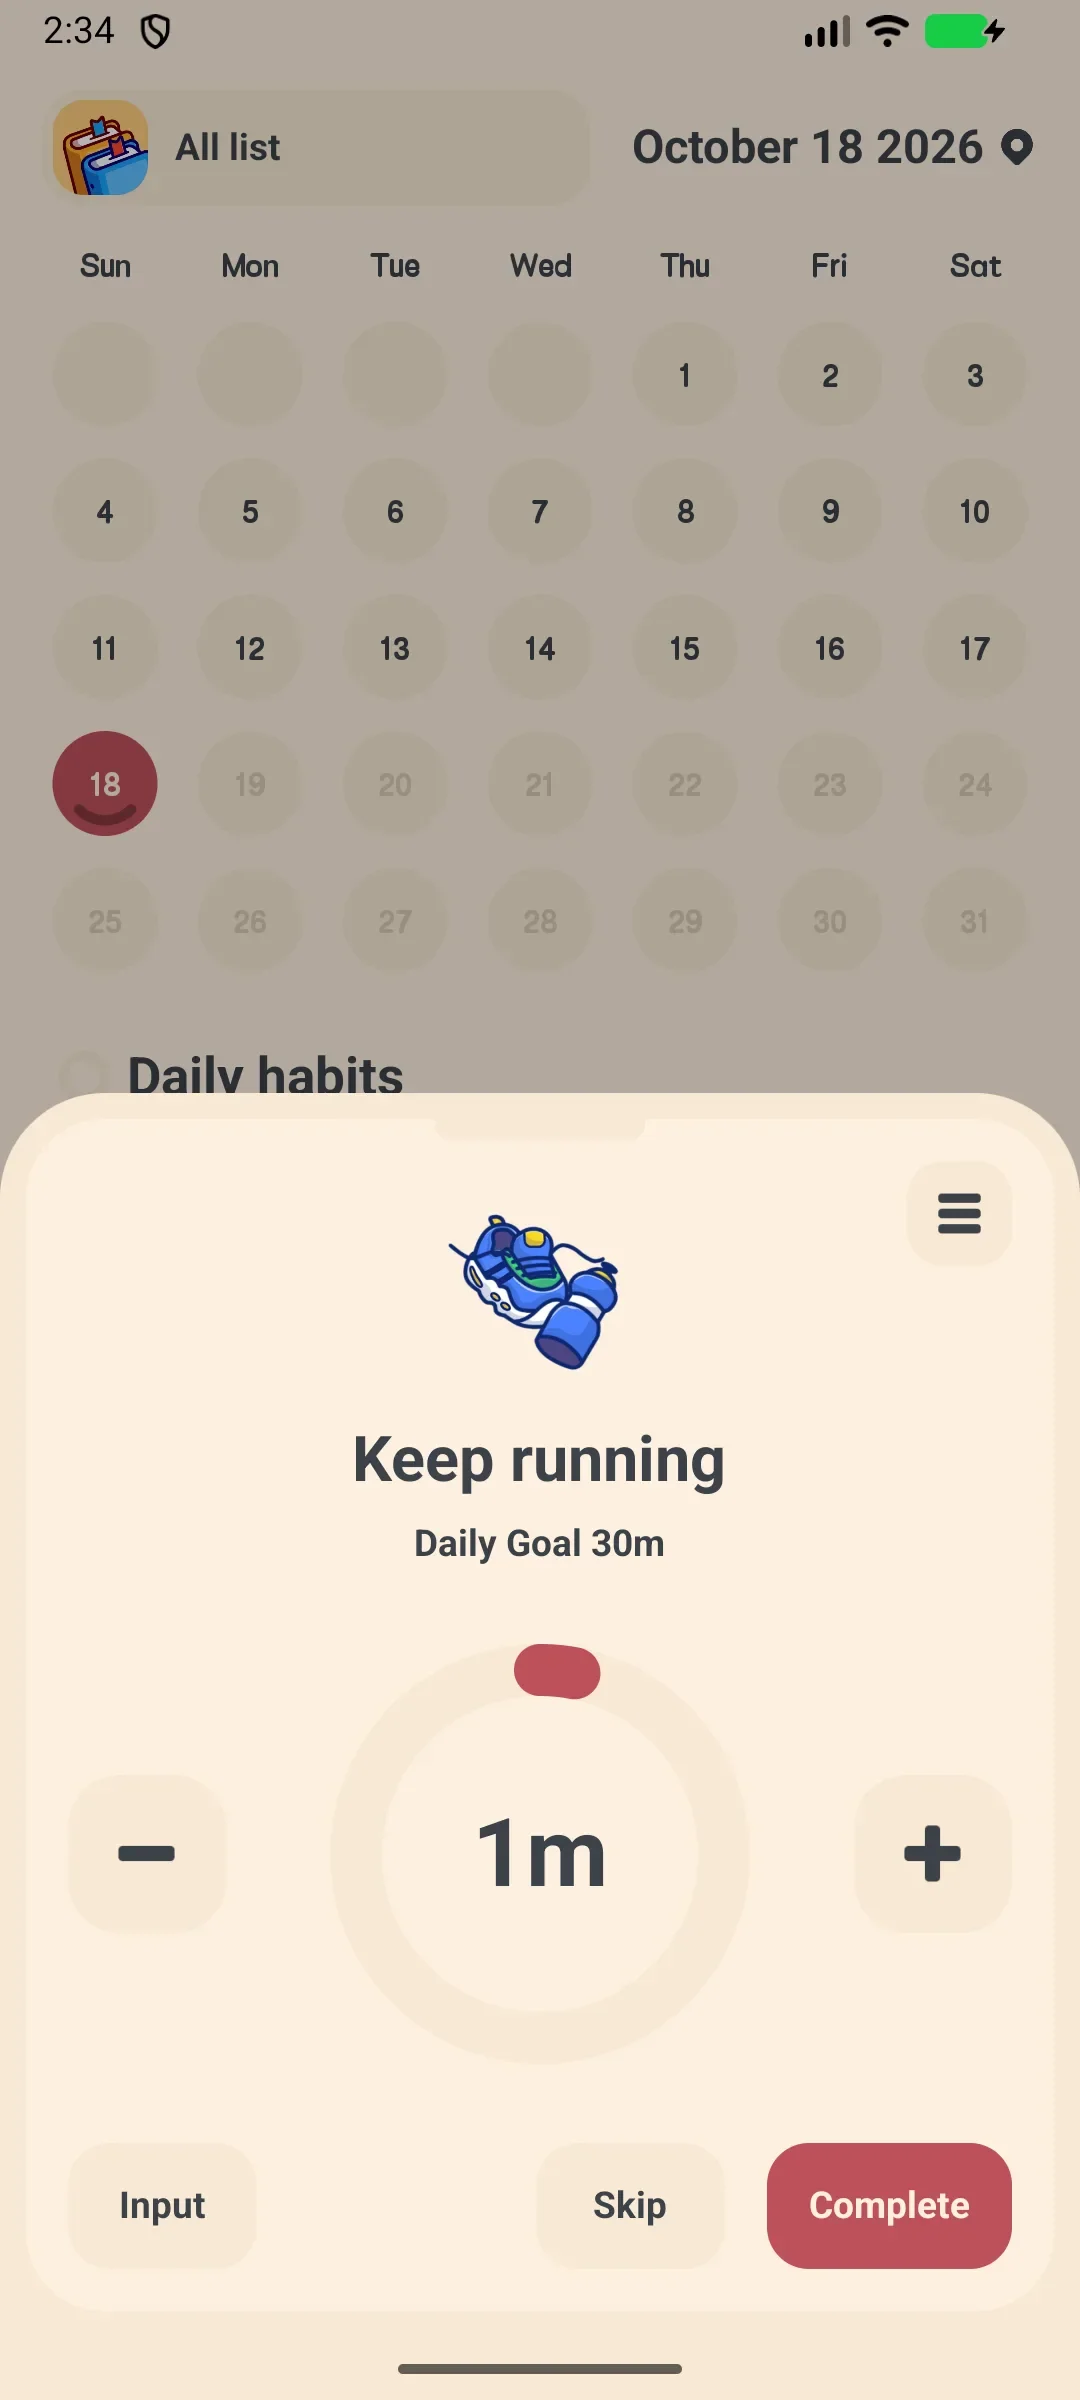 2:34
All list
October 18 2026
Sun Mon Tue Wed Thu Fri Sat
1 2 3
4 5 6 7 8 9 10
11 12 13 14 15 16 17
18 19 20 21 22 23 24
25 26 27 28 29 30 31
Daily habits
Keep running
Daily Goal 30m
1m
Input Skip Complete